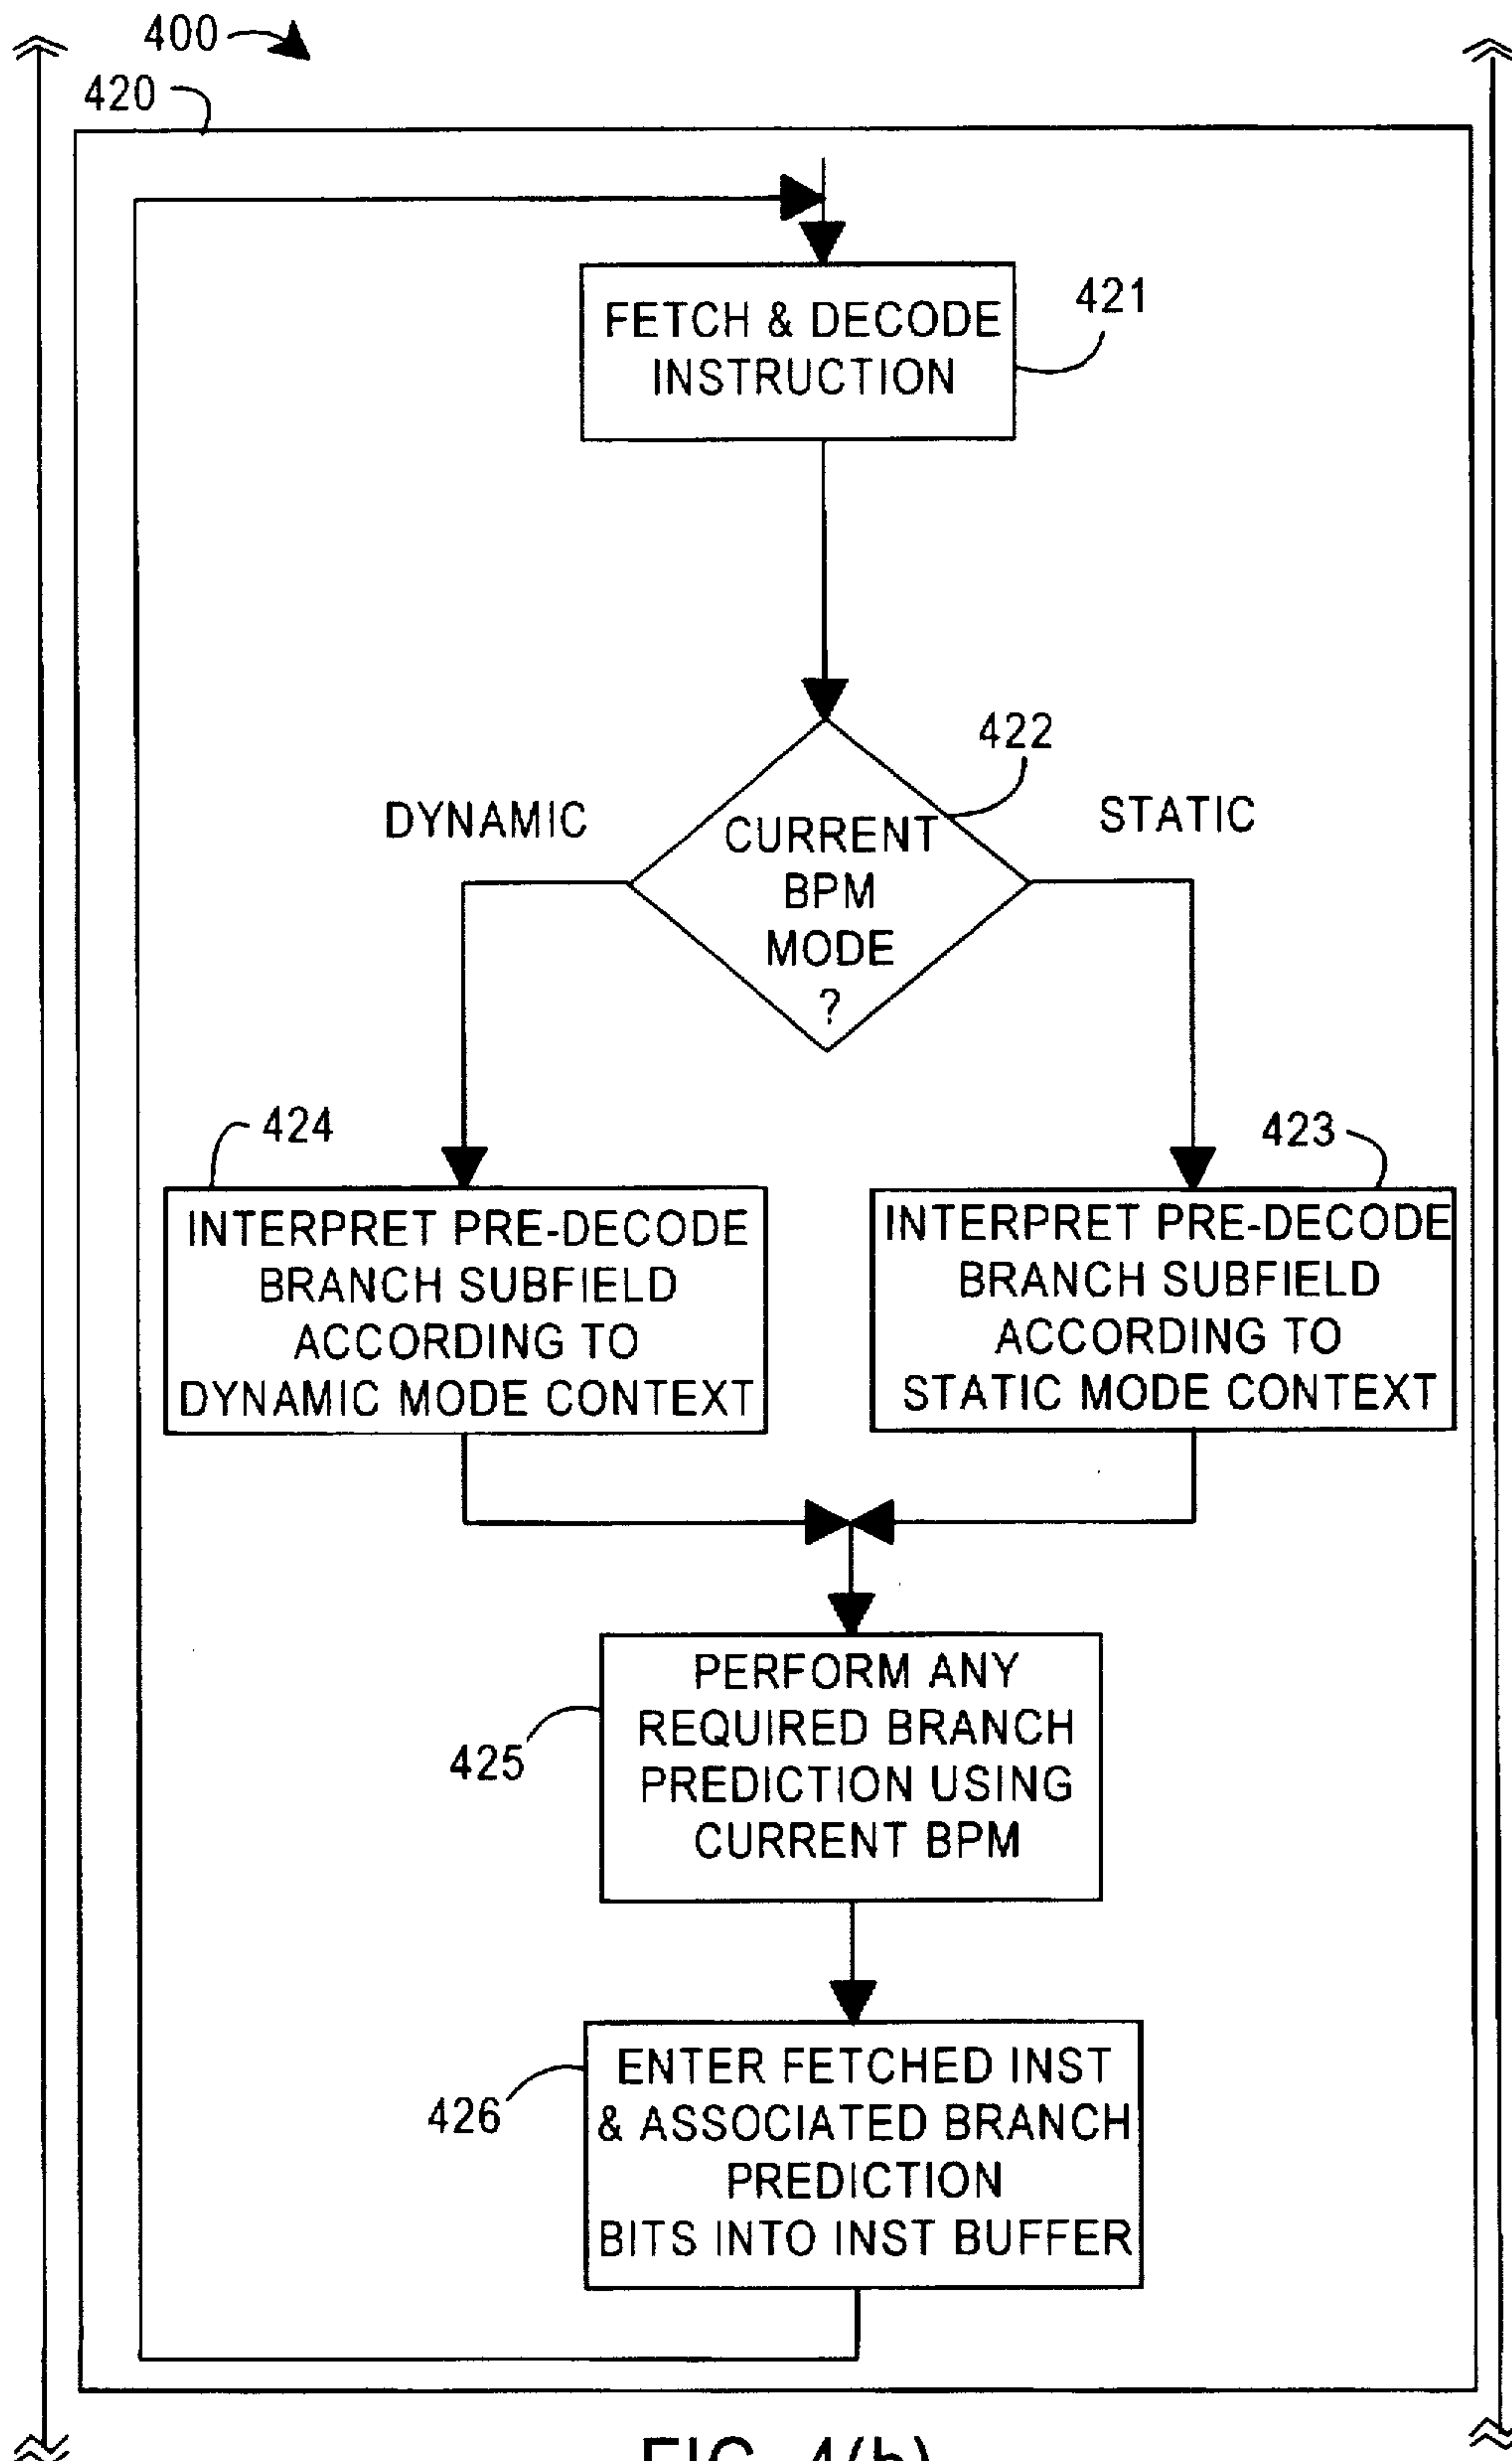 400
420
FETCH & DECODE
INSTRUCTION
421
422
DYNAMIC
STATIC
CURRENT
BPM
MODE
?
424
423
INTERPRET PRE-DECODE
BRANCH SUBFIELD
ACCORDING TO
DYNAMIC MODE CONTEXT
INTERPRET PRE-DECODE
BRANCH SUBFIELD
ACCORDING TO
STATIC MODE CONTEXT
PERFORM ANY
REQUIRED BRANCH
PREDICTION USING
CURRENT BPM
425
ENTER FETCHED INST
& ASSOCIATED BRANCH
PREDICTION
BITS INTO INST BUFFER
426
FIG. 4(b)